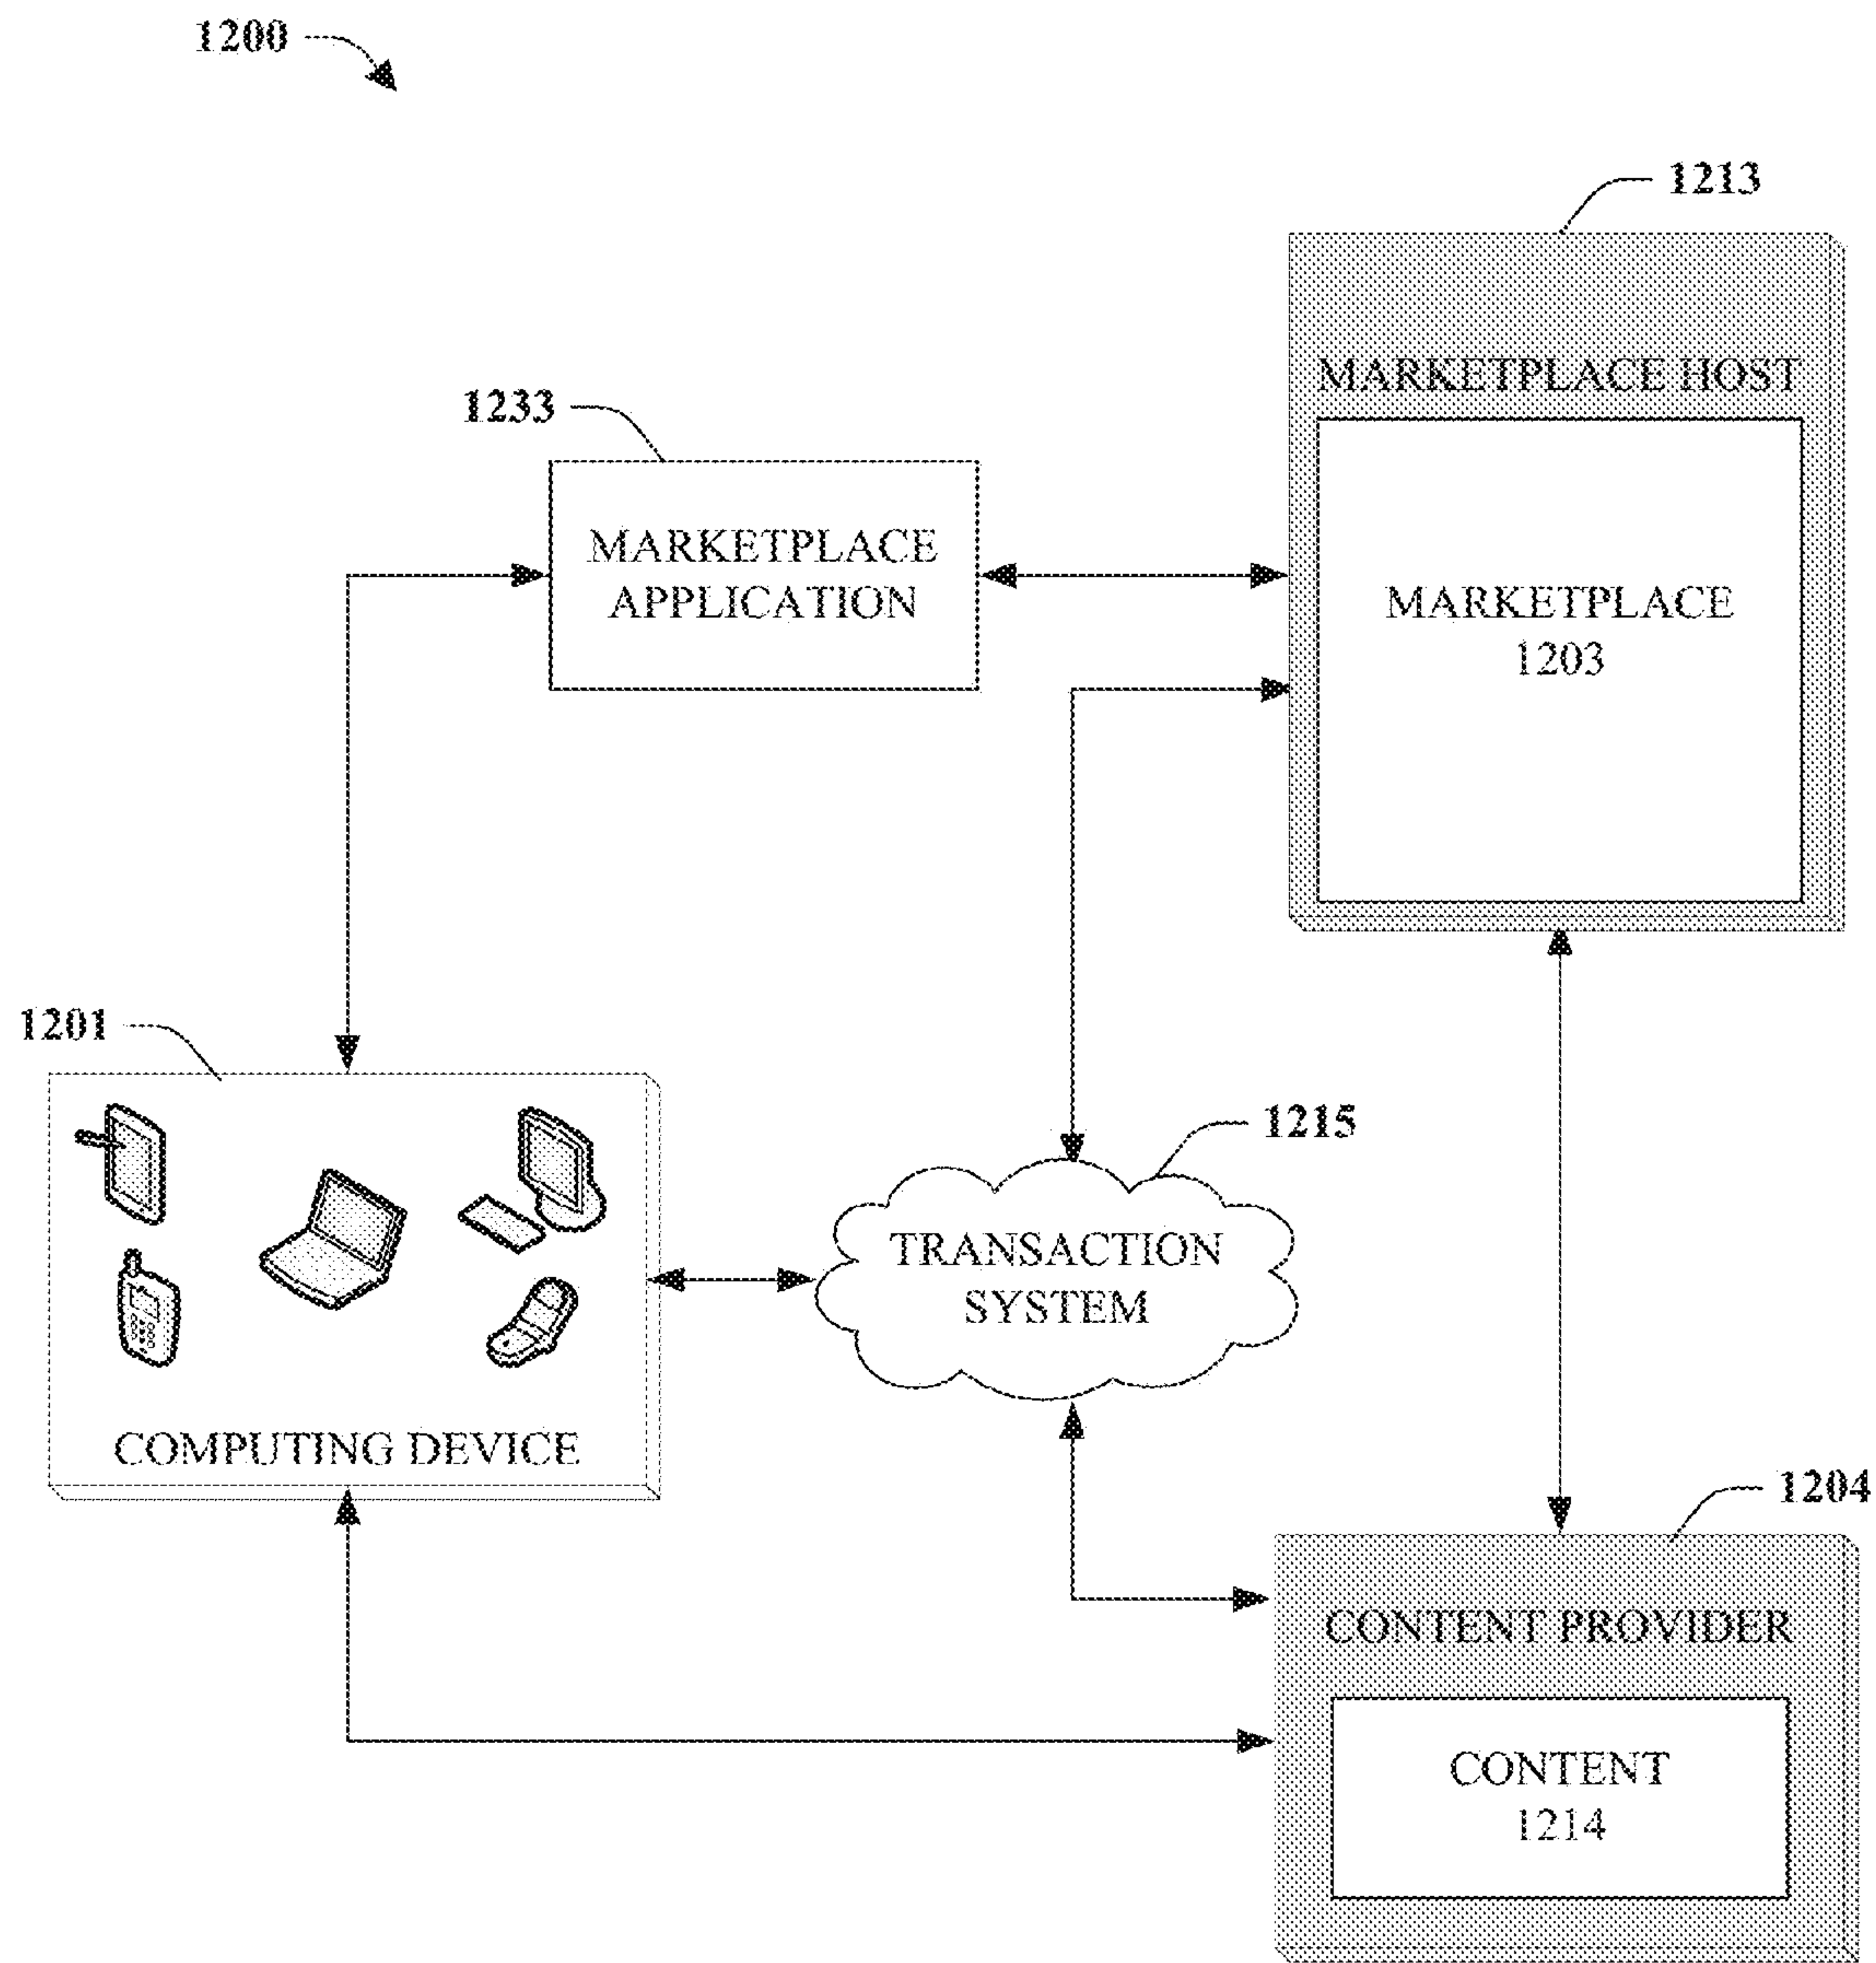 1200
1213
MARKETPLACE HOST
1233
MARKETPLACE
APPLICATION
MARKETPLACE
1203
1201
1215
TRANSACTION
SYSTEM
COMPUTING DEVICE
1204
CONTENT PROVIDER
CONTENT
1214